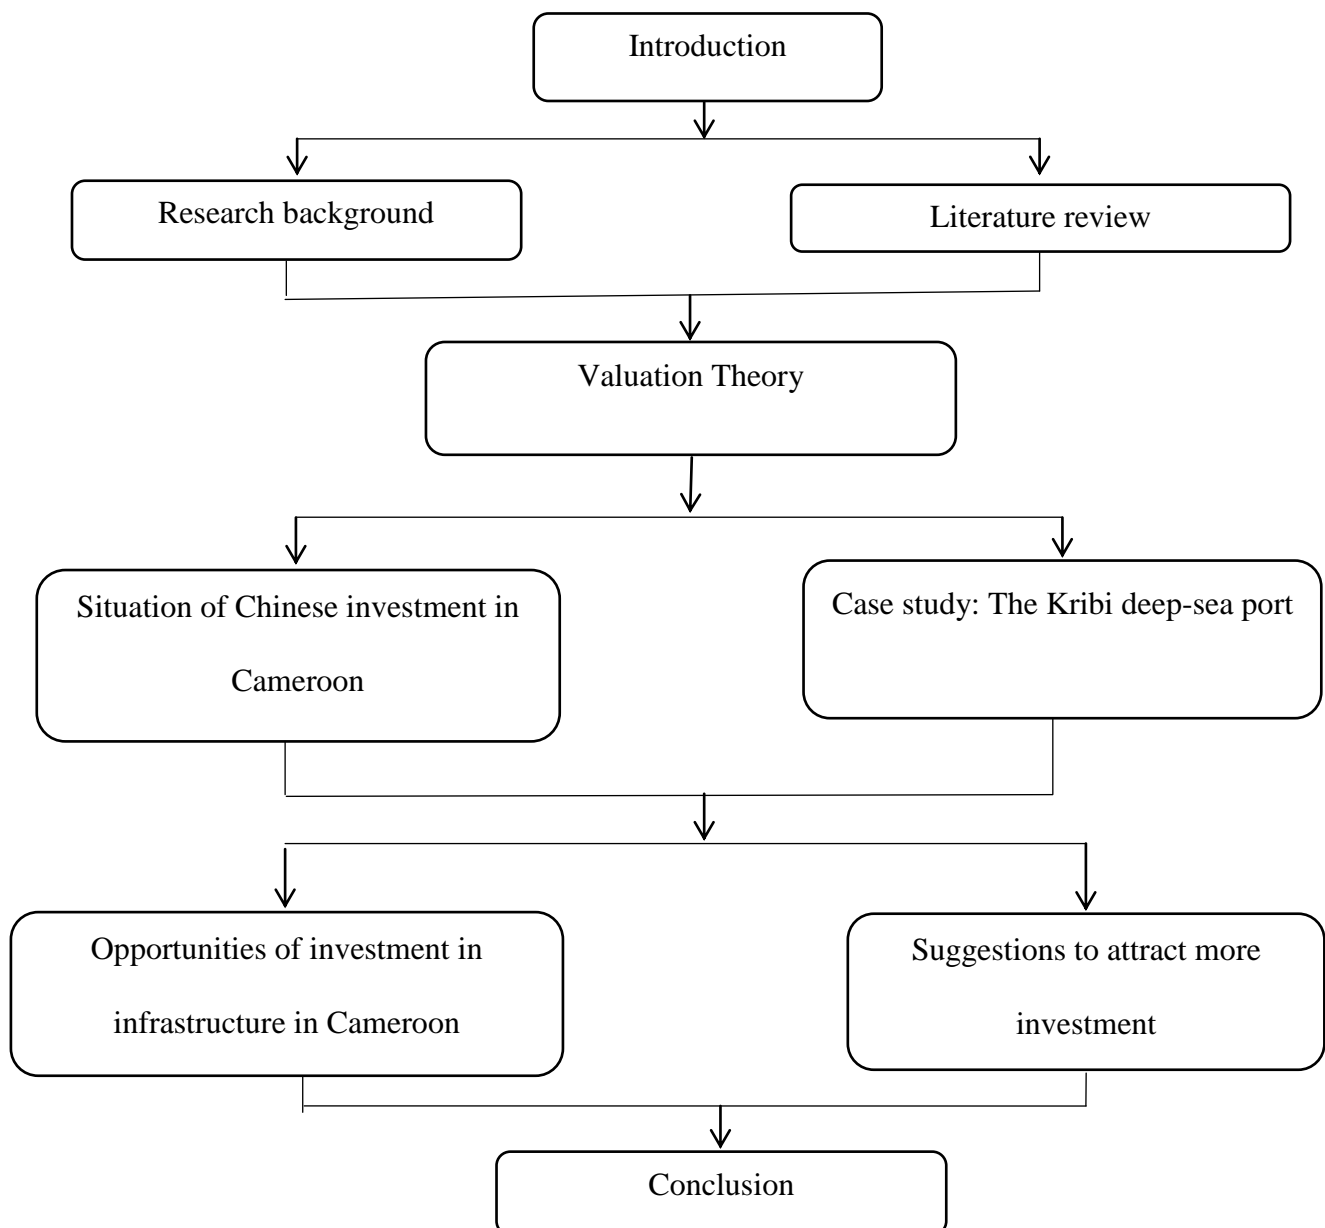 Introduction
Research background
Literature review
Valuation Theory
Situation of Chinese investment in
Cameroon
Case study: The Kribi deep-sea port
Opportunities of investment in
infrastructure in Cameroon
Suggestions to attract more
investment
Conclusion